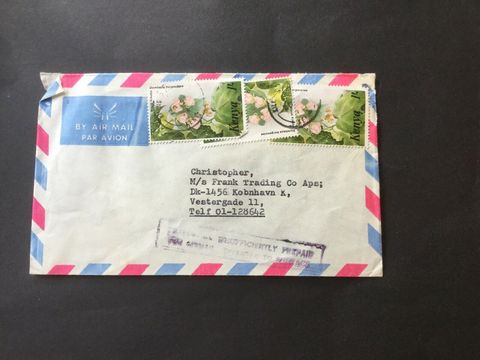 BY AIR MAIL
PAR AVION
Kenya
Kenya
Christopher,
M/s Frank Trading Co Aps;
Dk-1456 Kobnhavn K,
Vestergade 11,
Telf 01-128642
INSUFFICIENTLY PREPAID